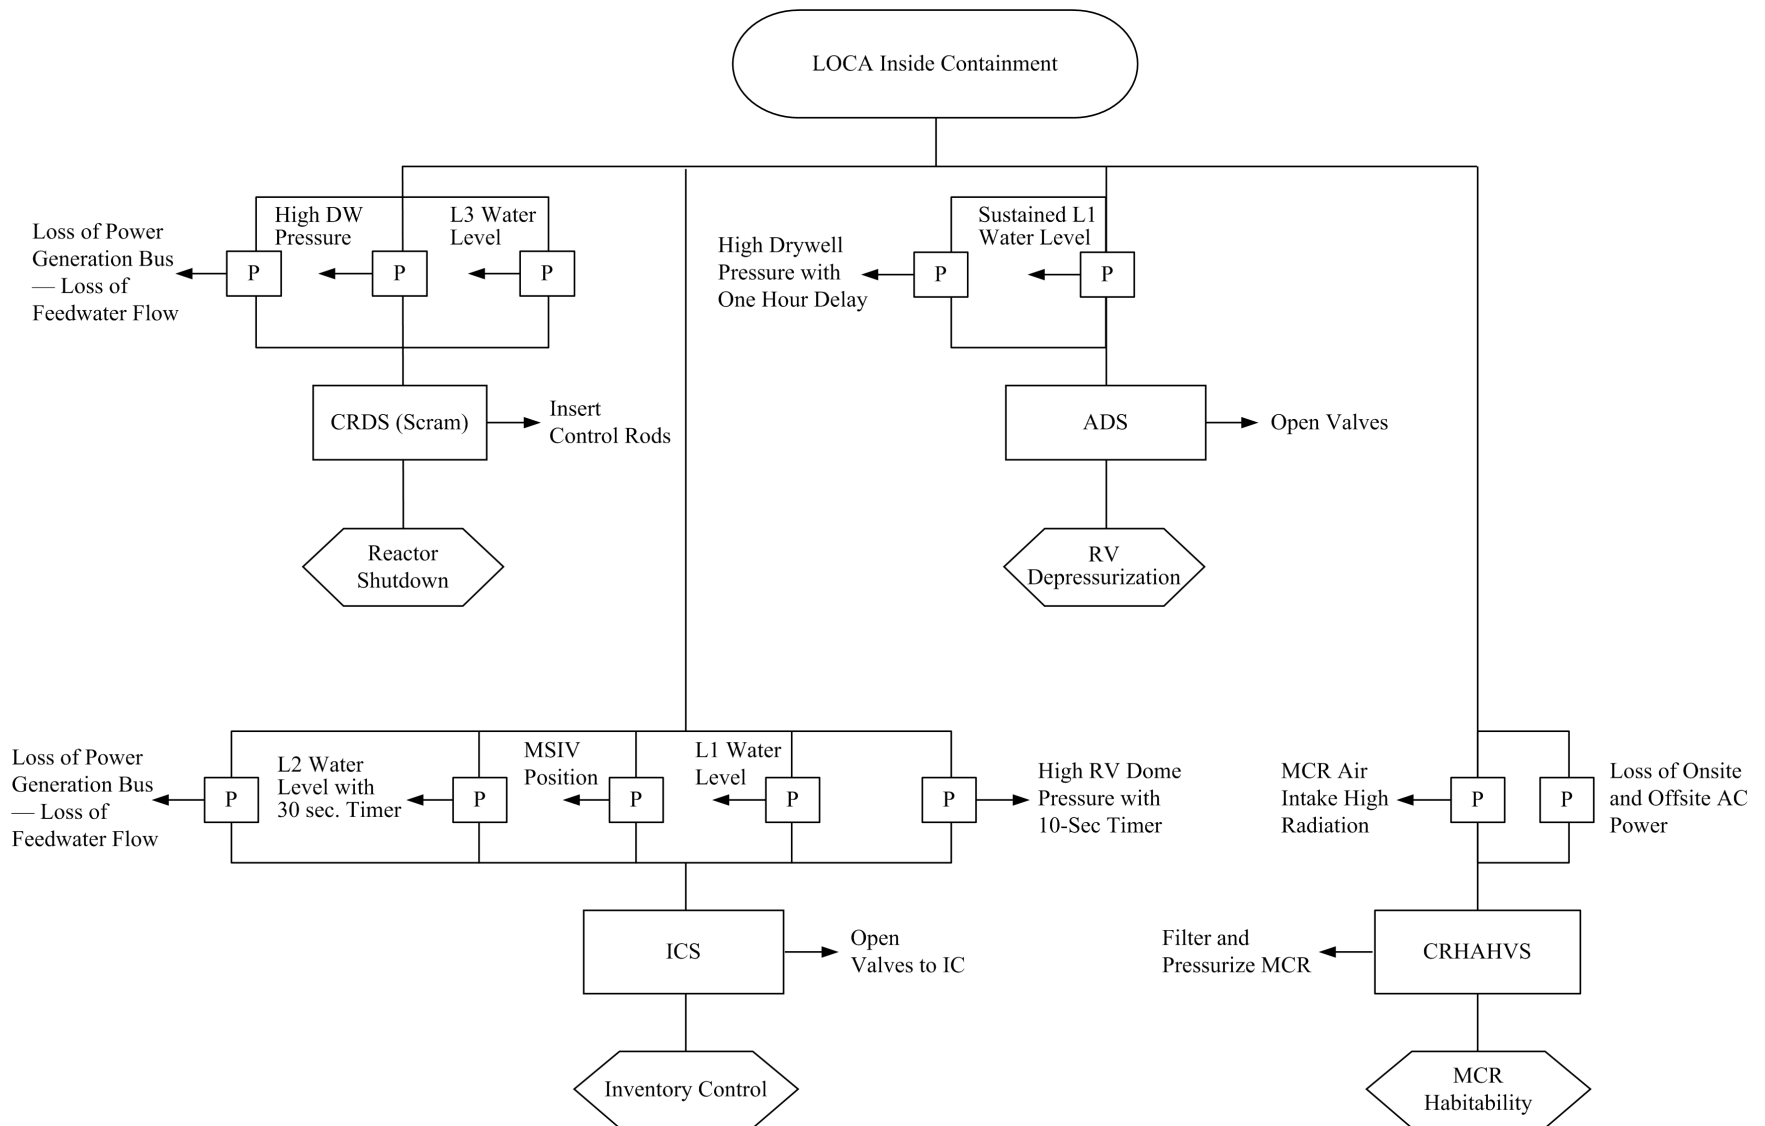 LOCA Inside Containment
Loss of Power
Generation Bus
— Loss of
Feedwater Flow
P
High DW
Pressure
P
L3 Water
Level
P
High Drywell
Pressure with
One Hour Delay
P
Sustained L1
Water Level
P
CRDS (Scram)
Insert
Control Rods
ADS
Open Valves
Reactor
Shutdown
RV
Depressurization
Loss of Power
Generation Bus
— Loss of
Feedwater Flow
P
L2 Water
Level with
30 sec. Timer
P
MSIV
Position
P
L1 Water
Level
P
P
High RV Dome
Pressure with
10-Sec Timer
MCR Air
Intake High
Radiation
P
P
Loss of Onsite
and Offsite AC
Power
ICS
Open
Valves to IC
Filter and
Pressurize MCR
CRHAHVS
Inventory Control
MCR
Habitability